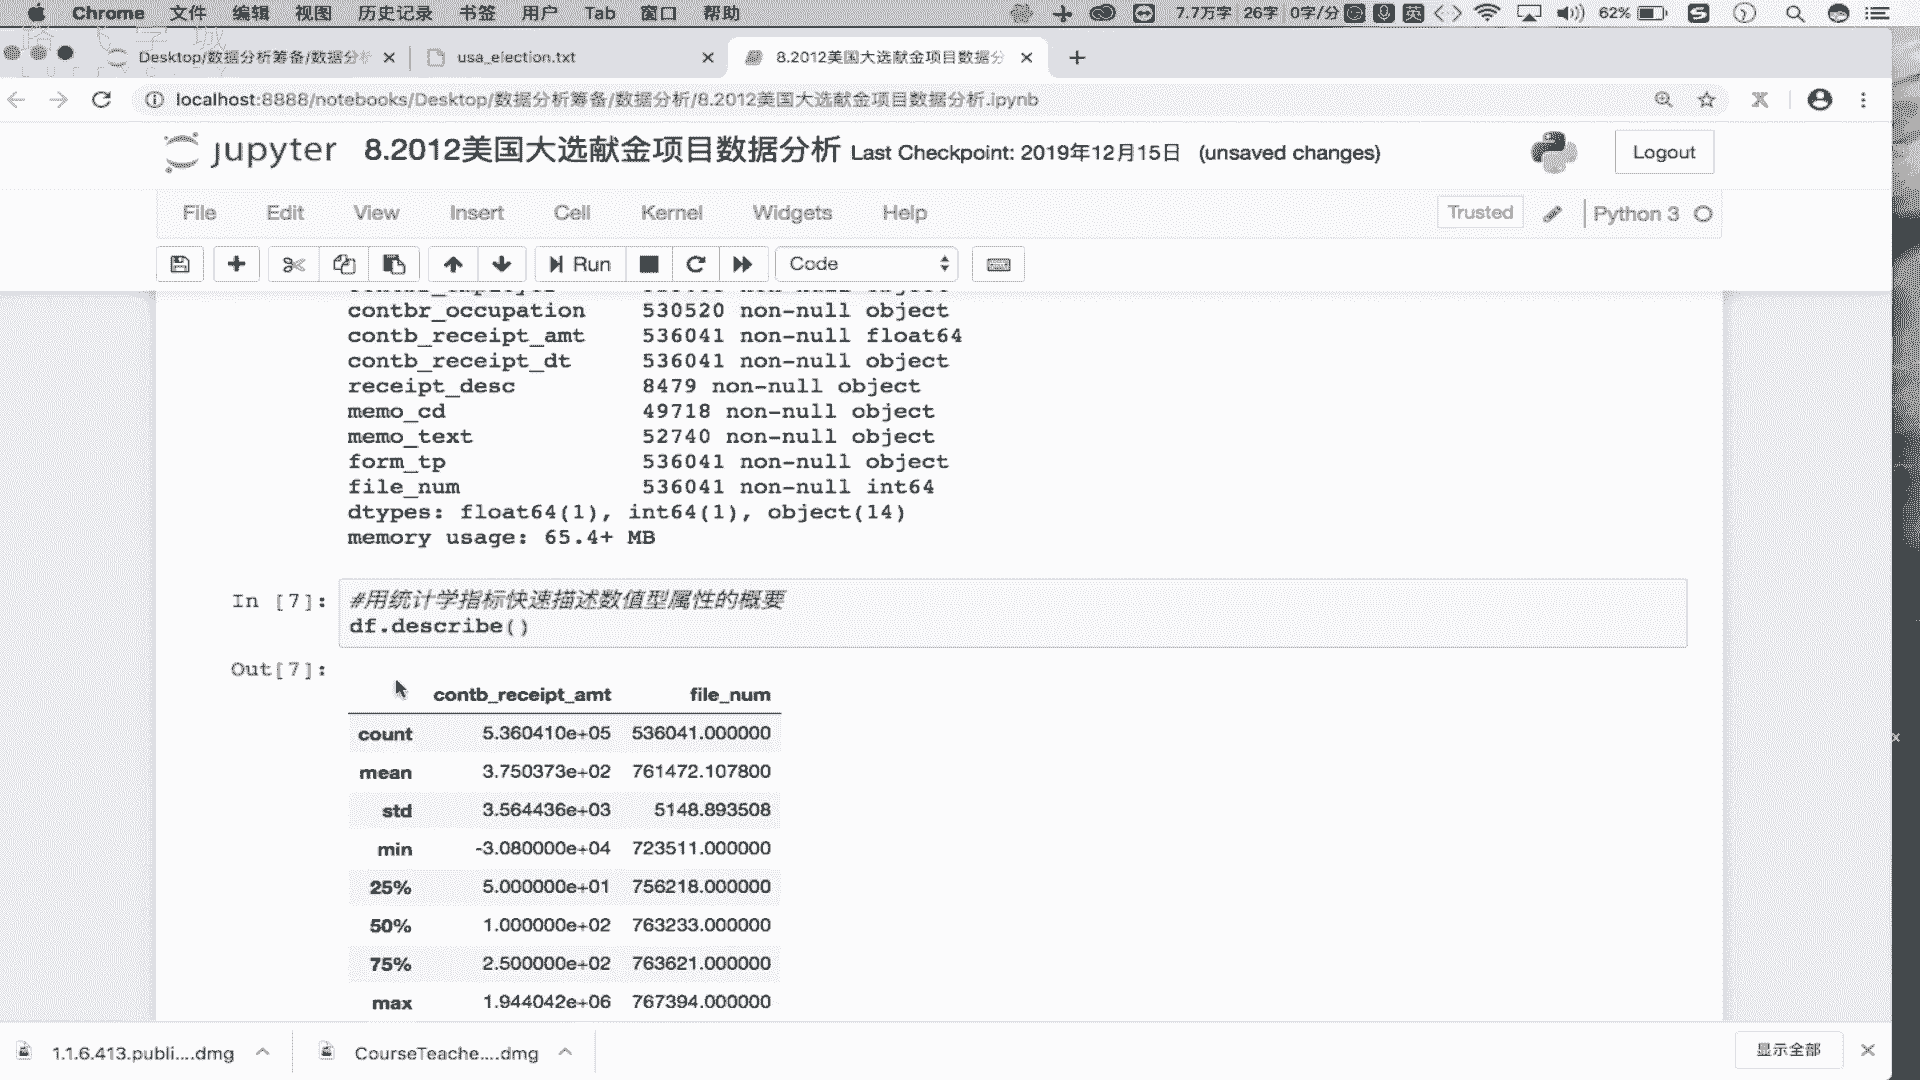 Chrome 文件 编辑 视图 历史记录 书签 用户 Tab 窗口 帮助 7.7万字 26字 0字/分 英 62%
Desktop/数据分析筹备/数据分析 usa_election.txt 8.2012美国大选献金项目数据分
localhost:8888/notebooks/Desktop/数据分析筹备/数据分析/8.2012美国大选献金项目数据分析.ipynb
jupyter 8.2012美国大选献金项目数据分析 Last Checkpoint: 2019年12月15日 (unsaved changes) Logout
File Edit View Insert Cell Kernel Widgets Help Trusted Python 3
Run Code
contbr_occupation 530520 non-null object
contb_receipt_amt 536041 non-null float64
contb_receipt_dt 536041 non-null object
receipt_desc 8479 non-null object
memo_cd 49718 non-null object
memo_text 52740 non-null object
form_tp 536041 non-null object
file_num 536041 non-null int64
dtypes: float64(1), int64(1), object(14)
memory usage: 65.4+ MB
In [7]: #用统计学指标快速描述数值型属性的概要
df.describe()
Out[7]:
contb_receipt_amt file_num
count 5.360410e+05 536041.000000
mean 3.750373e+02 761472.107800
std 3.564436e+03 5148.893508
min -3.080000e+04 723511.000000
25% 5.000000e+01 756218.000000
50% 1.000000e+02 763233.000000
75% 2.500000e+02 763621.000000
max 1.944042e+06 767394.000000
1.1.6.413.publi....dmg CourseTeache....dmg 显示全部